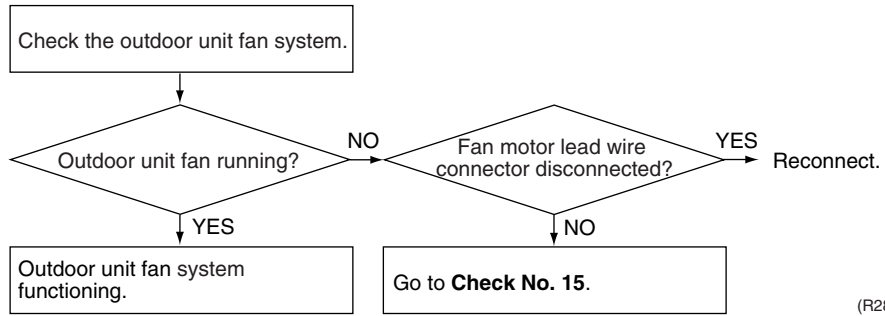 Check the outdoor unit fan system.
Outdoor unit fan running?
NO
Fan motor lead wire
connector disconnected?
YES
Reconnect.
YES
Outdoor unit fan system
functioning.
NO
Go to Check No. 15.
(R28